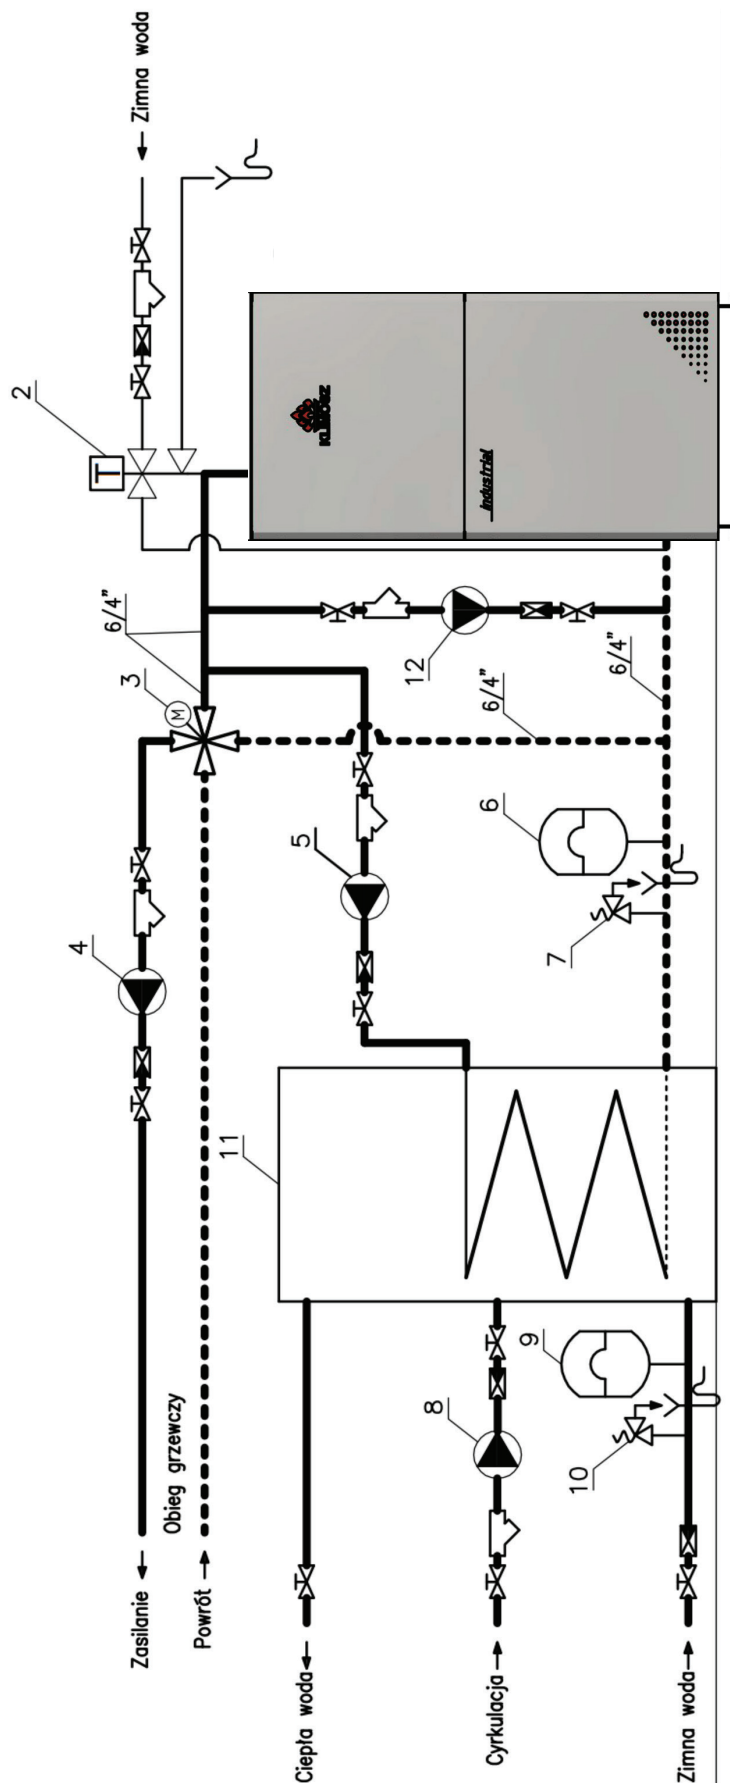 Zimna woda
2
T
KLIMOSZ
industrial
6/4"
3
M
12
6/4"
6/4"
5
4
6
7
11
9
8
10
Obieg grzewczy
Zasilanie
Powrót
Ciepła woda
Cyrkulacja
Zimna woda